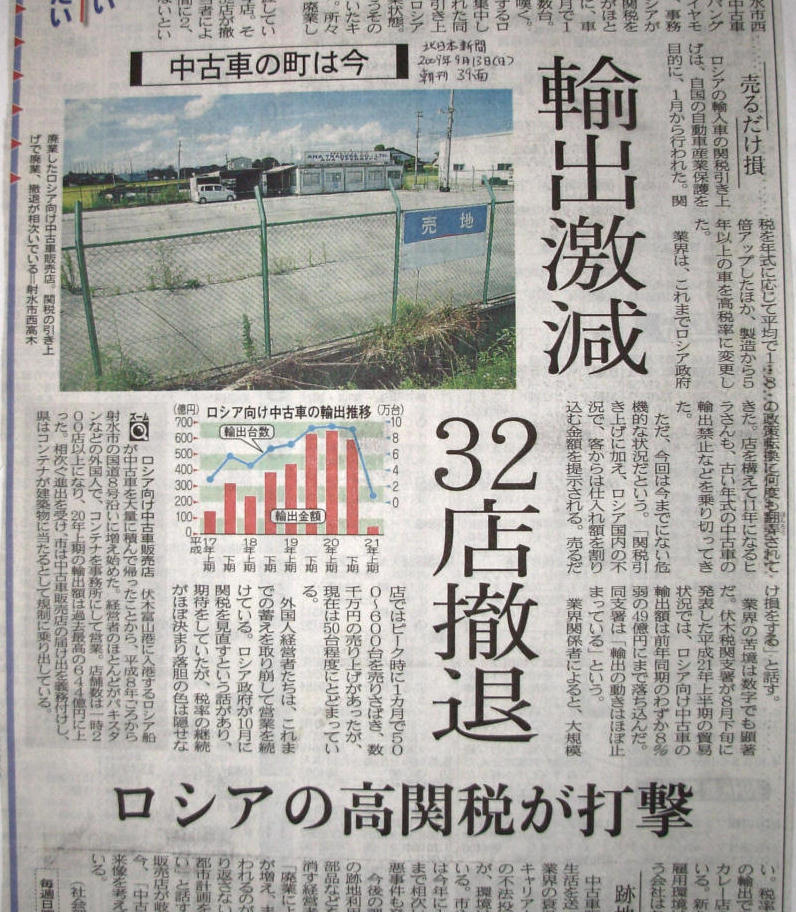 中古車の町は今
北日本新聞
2009年9月13日(日)
朝刊 39面
輸出激減
32店撤退
ロシアの高関税が打撃
売地
廃業したロシア向け中古車販売店。関税の引き上
げで廃業、撤退が相次いでいる＝射水市西高木
売るだけ損
ロシアの輸入車の関税引き上
げは、自国の自動車産業保護を
目的に、1月から行われた。関
税を年式に応じて平均で1・8
倍アップしたほか、製造から5
年以上の車を高税率に変更し
た。
業界は、これまでロシア政府
の政策転換に何度も翻弄されて
きた。店を構えて11年になるヒ
ラさんも、古い年式の中古車の
輸出禁止などを乗り切ってき
た。
ただ、今回は今までにない危
機的な状況だという。「関税引
き上げに加え、ロシア国内の不
況で、客からは仕入れ額を割り
込む金額を提示される。売るだ
け損をする」と話す。
業界の苦境は数字でも顕著
だ。伏木税関支署が8月下旬に
発表した平成21年上半期の貿易
状況では、ロシア向け中古車の
輸出額は前年同期のわずか8％
弱の49億円にまで落ち込んだ。
同支署は「輸出の動きはほぼ止
まっている」という。
業界関係者によると、大規模
店ではピーク時に1カ月で50
0〜600台を売りさばき、数
千万円の売り上げがあったが、
現在は50台程度にとどまってい
る。
外国人経営者たちは、これま
での蓄えを取り崩して営業を続
けている。ロシア政府が10月に
関税を見直すという話があり、
期待をしていたが、税率の継続
がほぼ決まり落胆の色は隠せな
ロシア向け中古車の輸出推移
(億円)
(万台)
700
600
500
400
300
200
100
0
10
8
6
4
2
0
輸出台数
輸出金額
平成
17年上期
下期
18上期
下期
19上期
下期
20上期
下期
21上期
ズーム
ロシア向け中古車販売店 伏木富山港に入港するロシア船
が中古車を大量に積んで帰ったことから、平成8年ごろから
射水市の国道8号沿いに増え始めた。経営者のほとんどがパキスタ
ンなどの外国人で、コンテナを事務所にして営業。店舗数は一時2
00店以上になり、20年上期の輸出額は過去最高の644億円に上
った。相次ぐ進出を受け、市は中古車販売店の届け出を義務付けし、
県はコンテナが建築物に当たるとして規制に乗り出している。